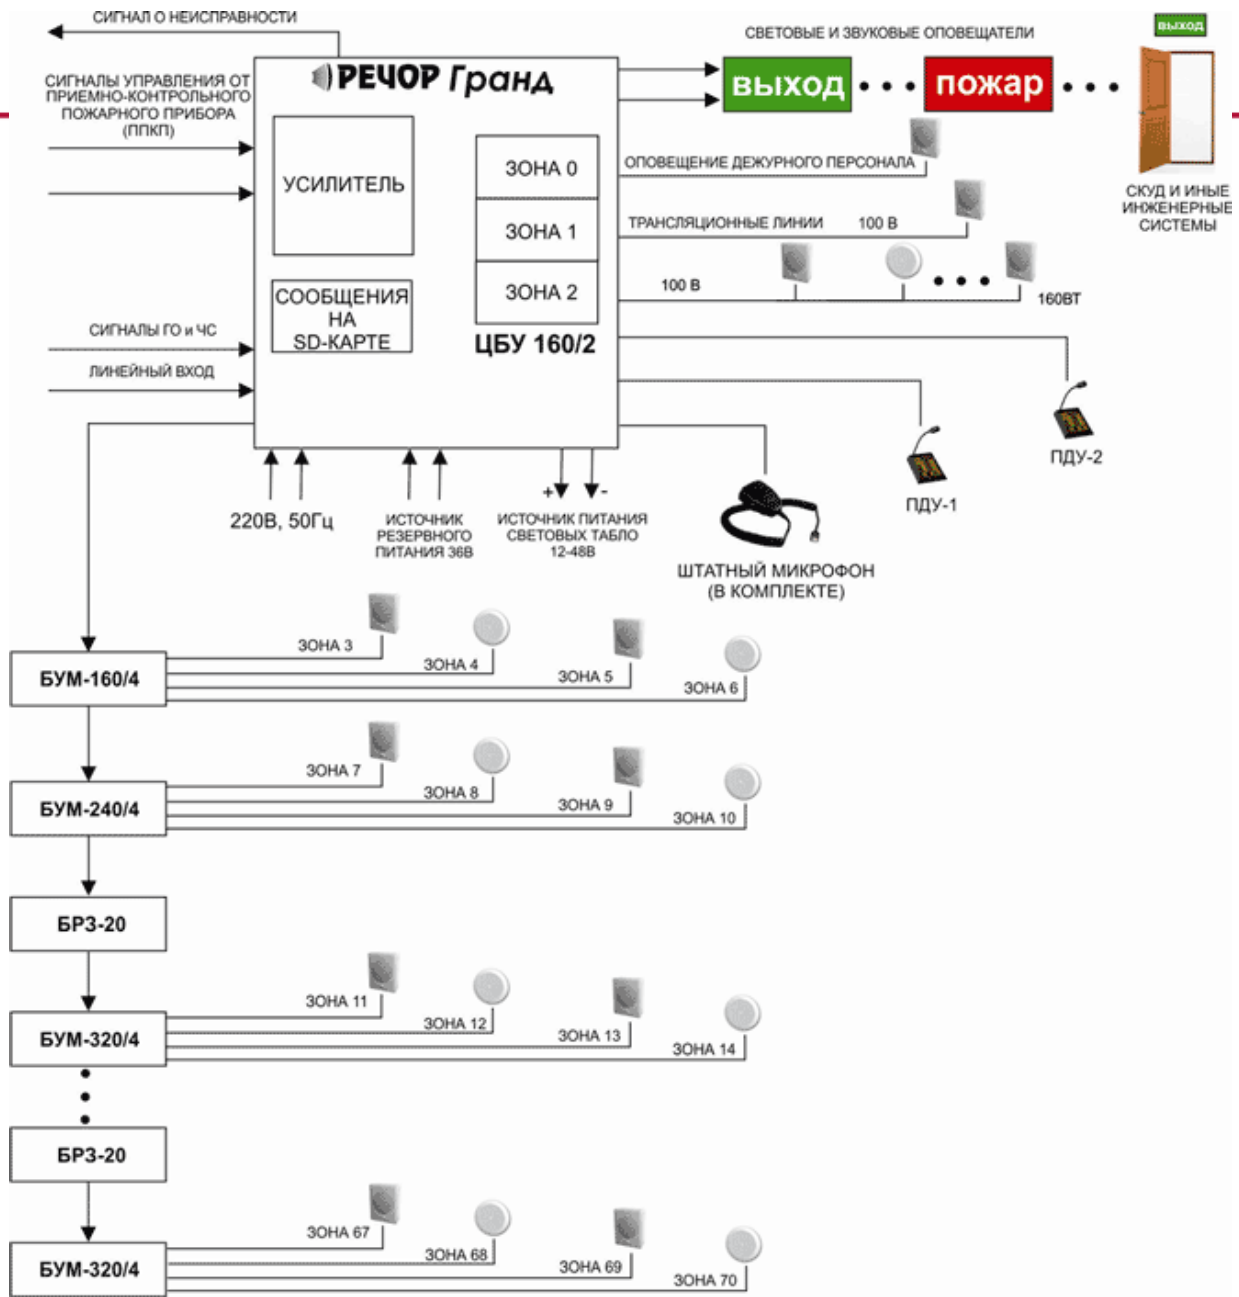 СИГНАЛ О НЕИСПРАВНОСТИ
СИГНАЛЫ УПРАВЛЕНИЯ ОТ
ПРИЕМНО-КОНТРОЛЬНОГО
ПОЖАРНОГО ПРИБОРА
(ППКП)
РЕЧОР Гранд
УСИЛИТЕЛЬ
СООБЩЕНИЯ
НА
SD-КАРТЕ
ЗОНА 0
ЗОНА 1
ЗОНА 2
ЦБУ 160/2
СВЕТОВЫЕ И ЗВУКОВЫЕ ОПОВЕЩАТЕЛИ
выход
пожар
выход
СКУД И ИНЫЕ
ИНЖЕНЕРНЫЕ
СИСТЕМЫ
ОПОВЕЩЕНИЕ ДЕЖУРНОГО ПЕРСОНАЛА
ТРАНСЛЯЦИОННЫЕ ЛИНИИ 100 В
100 В
160ВТ
СИГНАЛЫ ГО и ЧС
ЛИНЕЙНЫЙ ВХОД
ПДУ-2
ПДУ-1
220В, 50Гц
ИСТОЧНИК
РЕЗЕРВНОГО
ПИТАНИЯ 36В
+ -
ИСТОЧНИК ПИТАНИЯ
СВЕТОВЫХ ТАБЛО
12-48В
ШТАТНЫЙ МИКРОФОН
(В КОМПЛЕКТЕ)
БУМ-160/4
ЗОНА 3
ЗОНА 4
ЗОНА 5
ЗОНА 6
БУМ-240/4
ЗОНА 7
ЗОНА 8
ЗОНА 9
ЗОНА 10
БРЗ-20
БУМ-320/4
ЗОНА 11
ЗОНА 12
ЗОНА 13
ЗОНА 14
БРЗ-20
БУМ-320/4
ЗОНА 67
ЗОНА 68
ЗОНА 69
ЗОНА 70